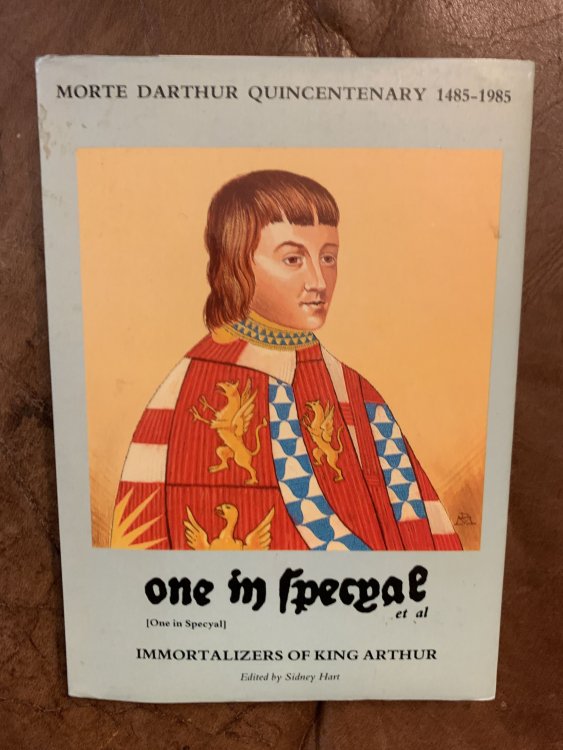 MORTE DARTHUR QUINCENTENARY 1485-1985
one in specyal
et al
[One in Specyal]
IMMORTALIZERS OF KING ARTHUR
Edited by Sidney Hart